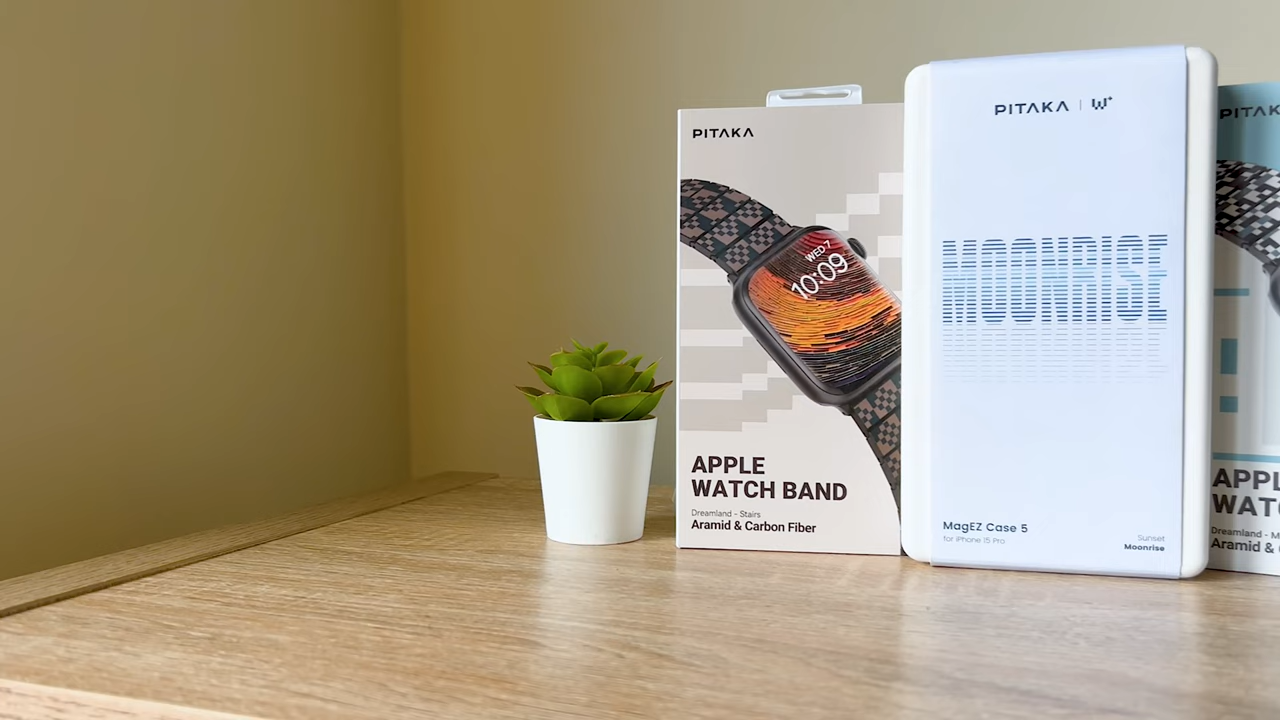 PITAKA
WED 7
10:09
APPLE
WATCH BAND
Dreamland - Stairs
Aramid & Carbon Fiber
PITAKA | W+
MOONRISE
MagEZ Case 5
for iPhone 15 Pro
Sunset
Moonrise
PITAK
APPL
WATC
Dreamland - M
Aramid &